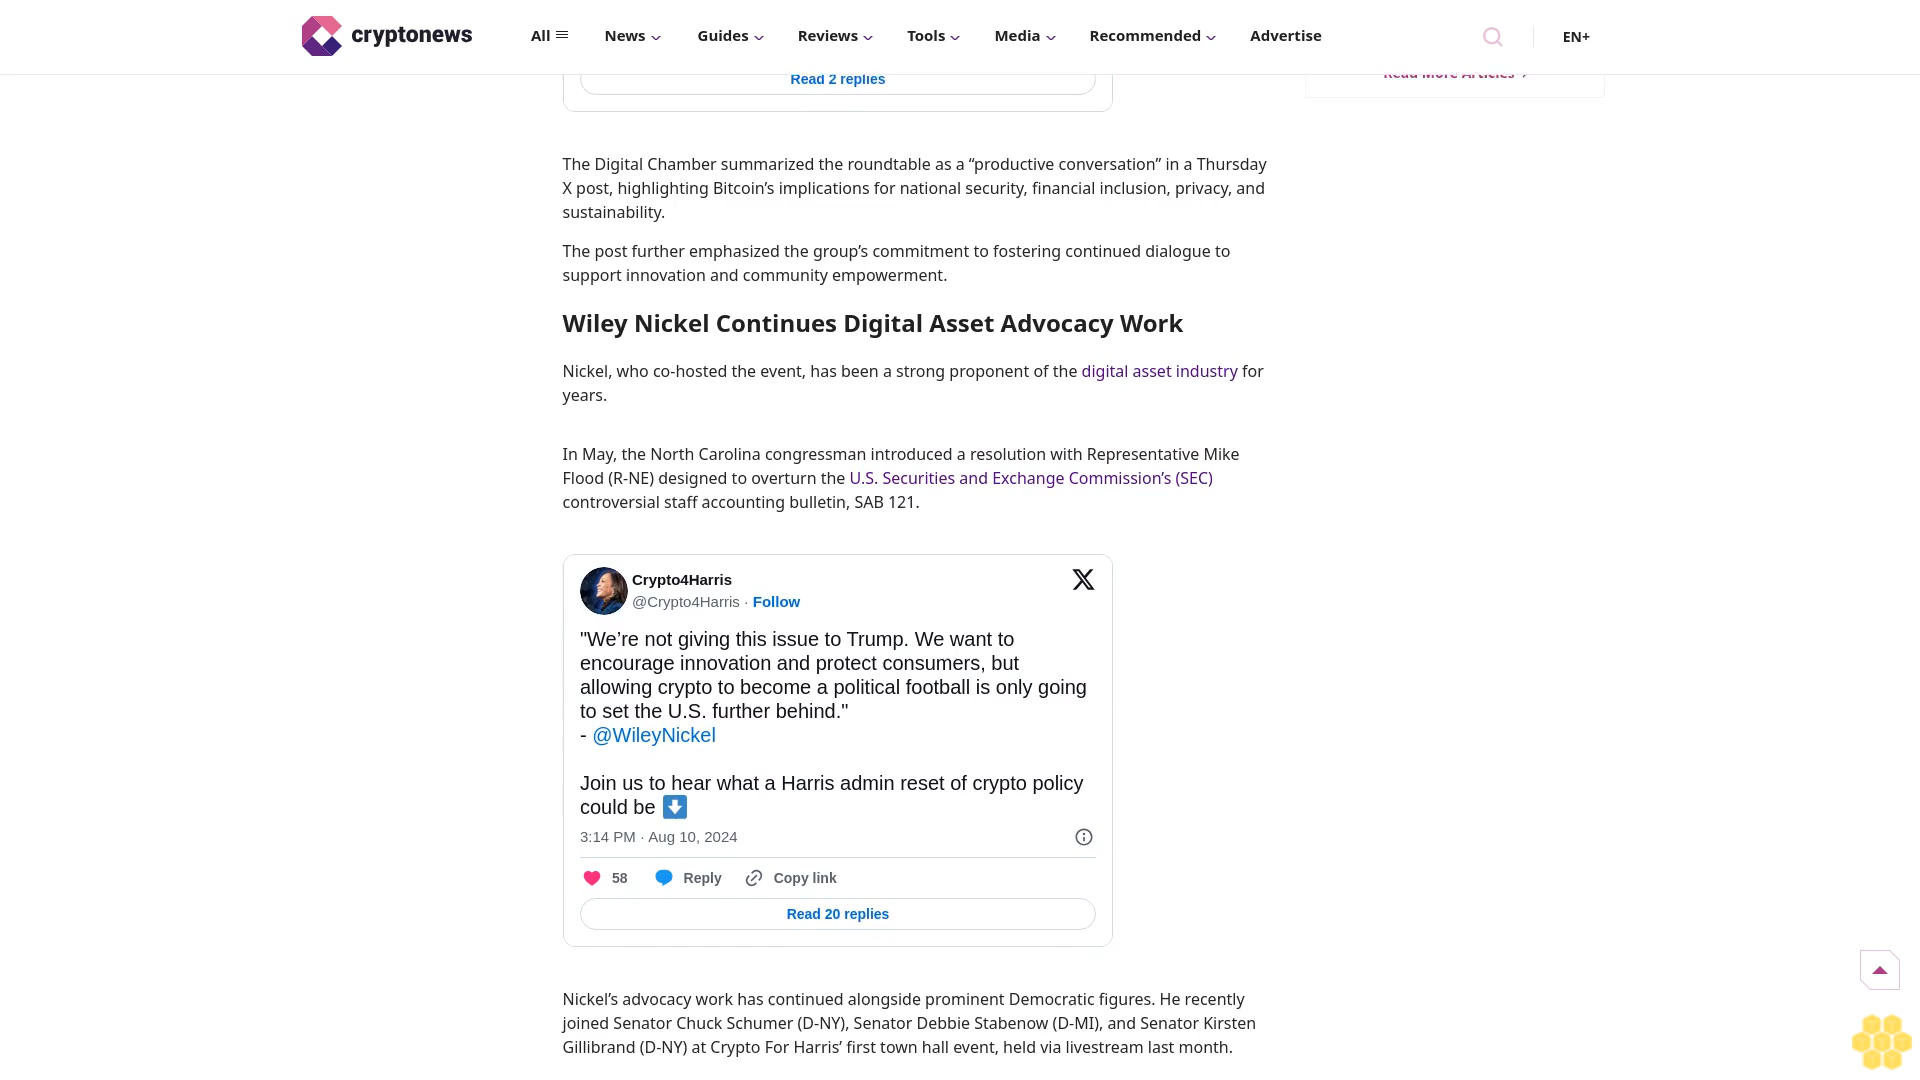 cryptonews
All
News
Guides
Reviews
Tools
Media
Recommended
Advertise
EN+
Read 2 replies
Read More Articles
The Digital Chamber summarized the roundtable as a “productive conversation” in a Thursday
X post, highlighting Bitcoin’s implications for national security, financial inclusion, privacy, and
sustainability.
The post further emphasized the group’s commitment to fostering continued dialogue to
support innovation and community empowerment.
Wiley Nickel Continues Digital Asset Advocacy Work
Nickel, who co-hosted the event, has been a strong proponent of the digital asset industry for
years.
In May, the North Carolina congressman introduced a resolution with Representative Mike
Flood (R-NE) designed to overturn the U.S. Securities and Exchange Commission’s (SEC)
controversial staff accounting bulletin, SAB 121.
Crypto4Harris
@Crypto4Harris · Follow
"We’re not giving this issue to Trump. We want to
encourage innovation and protect consumers, but
allowing crypto to become a political football is only going
to set the U.S. further behind."
- @WileyNickel
Join us to hear what a Harris admin reset of crypto policy
could be ⬇️
3:14 PM · Aug 10, 2024
58
Reply
Copy link
Read 20 replies
Nickel’s advocacy work has continued alongside prominent Democratic figures. He recently
joined Senator Chuck Schumer (D-NY), Senator Debbie Stabenow (D-MI), and Senator Kirsten
Gillibrand (D-NY) at Crypto For Harris’ first town hall event, held via livestream last month.